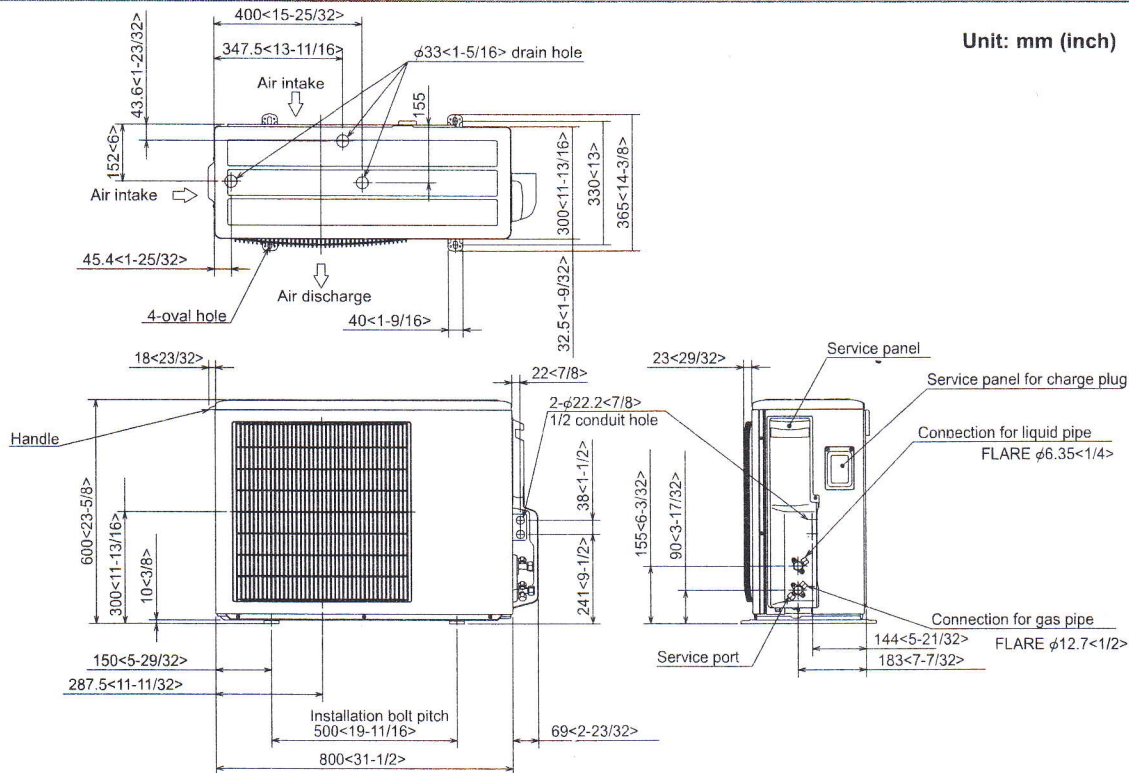 Unit: mm (inch)
400<15-25/32>
347.5<13-11/16>
43.6<1-23/32>
ϕ33<1-5/16> drain hole
Air intake
155
152<6>
Air intake
300<11-13/16>
330<13>
365<14-3/8>
45.4<1-25/32>
Air discharge
4-oval hole
40<1-9/16>
32.5<1-9/32>
18<23/32>
22<7/8>
2-ϕ22.2<7/8>
1/2 conduit hole
Handle
600<23-5/8>
300<11-13/16>
10<3/8>
38<1-1/2>
241<9-1/2>
150<5-29/32>
287.5<11-11/32>
Installation bolt pitch
500<19-11/16>
69<2-23/32>
800<31-1/2>
23<29/32>
Service panel
Service panel for charge plug
Connection for liquid pipe
FLARE ϕ6.35<1/4>
155<6-3/32>
90<3-17/32>
Connection for gas pipe
FLARE ϕ12.7<1/2>
Service port
144<5-21/32>
183<7-7/32>